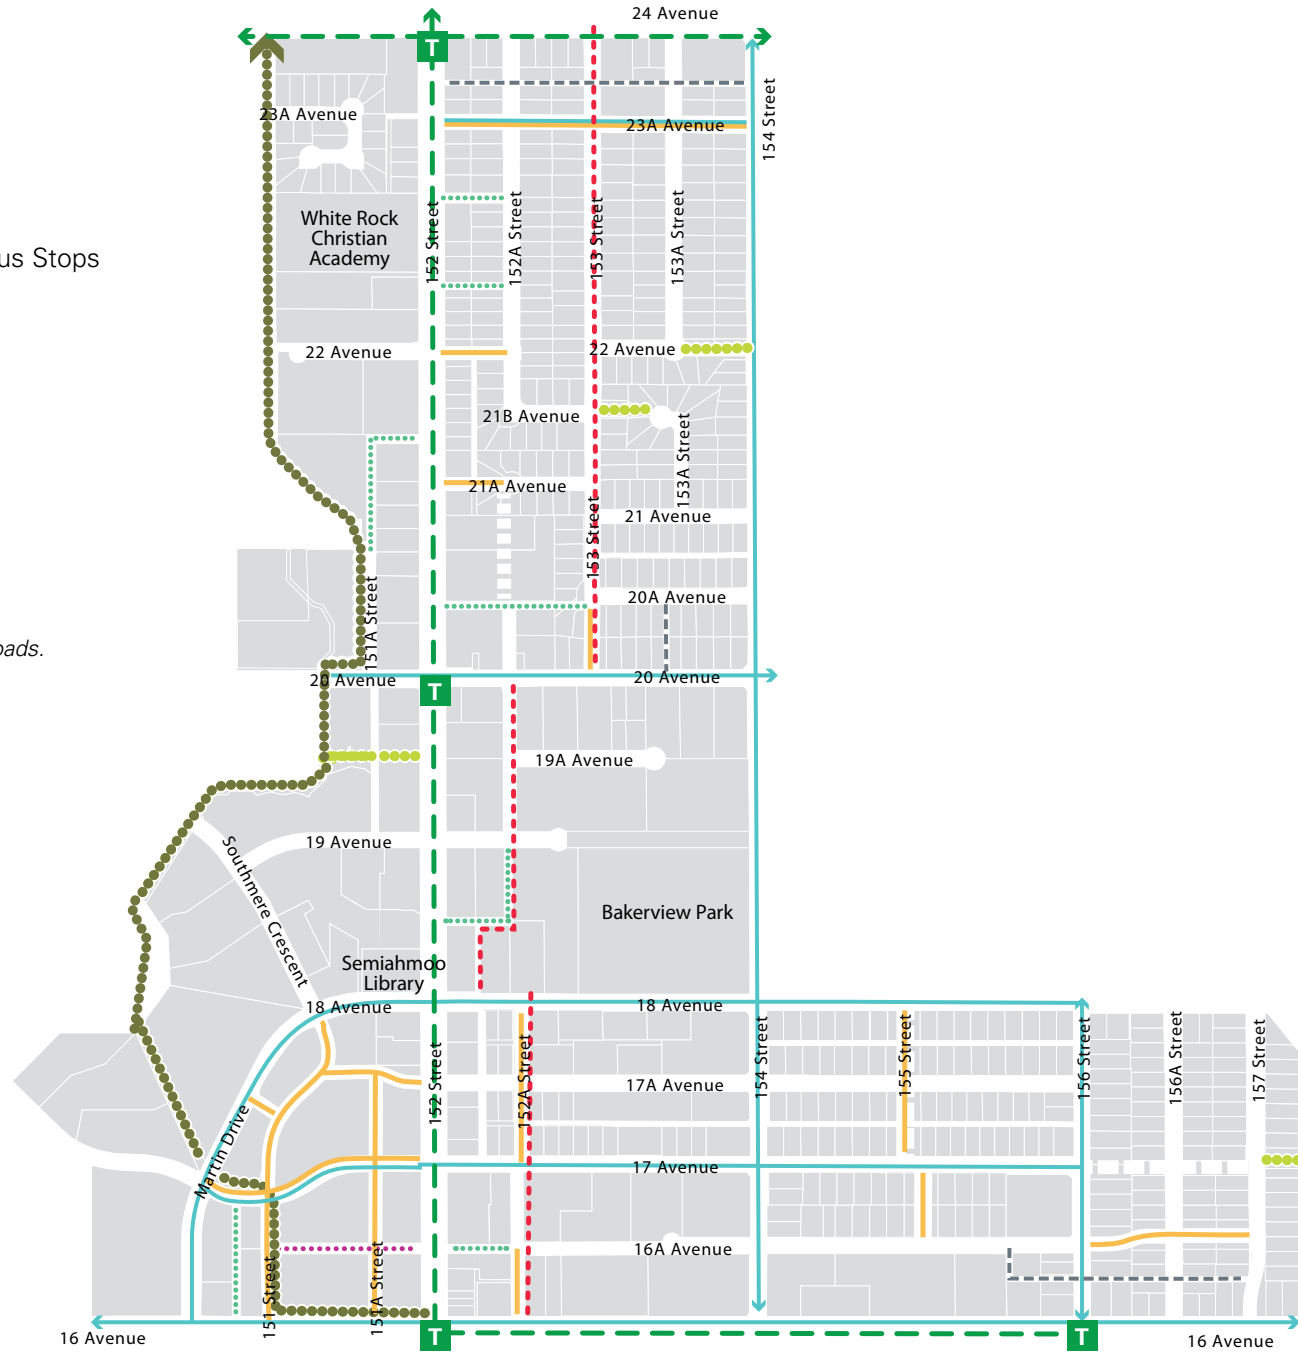 24 Avenue
T
23A Avenue
23A Avenue
154 Street
White Rock
Christian
Academy
152 Street
152A Street
153 Street
153A Street
us Stops
22 Avenue
22 Avenue
21B Avenue
153A Street
21A Avenue
21 Avenue
153 Street
20A Avenue
151A Street
oads.
20 Avenue
T
20 Avenue
19A Avenue
19 Avenue
Southmere Crescent
Bakerview Park
Semiahmoo
Library
18 Avenue
18 Avenue
152 Street
152A Street
154 Street
155 Street
156 Street
156A Street
157 Street
17A Avenue
Martin Drive
17 Avenue
16A Avenue
151 Street
151A Street
16 Avenue
T
T
16 Avenue